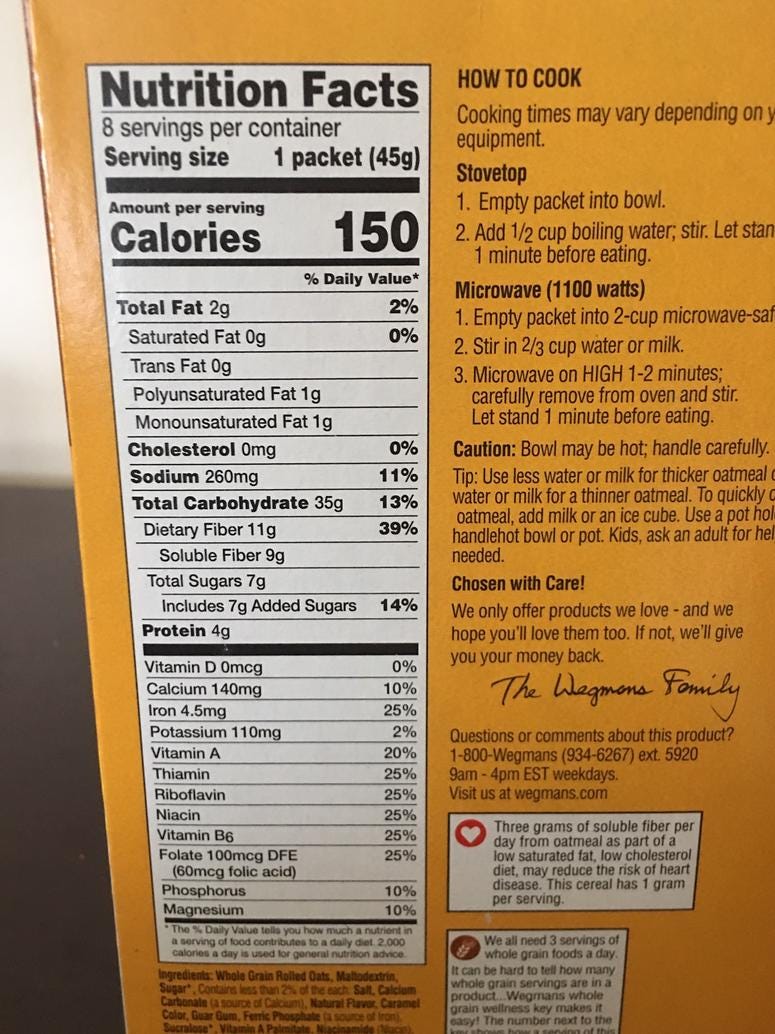 Nutrition Facts
8 servings per container
Serving size 1 packet (45g)
Amount per serving
Calories 150
% Daily Value*
Total Fat 2g 2%
Saturated Fat 0g 0%
Trans Fat 0g
Polyunsaturated Fat 1g
Monounsaturated Fat 1g
Cholesterol 0mg 0%
Sodium 260mg 11%
Total Carbohydrate 35g 13%
Dietary Fiber 11g 39%
Soluble Fiber 9g
Total Sugars 7g
Includes 7g Added Sugars 14%
Protein 4g
Vitamin D 0mcg 0%
Calcium 140mg 10%
Iron 4.5mg 25%
Potassium 110mg 2%
Vitamin A 20%
Thiamin 25%
Riboflavin 25%
Niacin 25%
Vitamin B6 25%
Folate 100mcg DFE 25%
(60mcg folic acid)
Phosphorus 10%
Magnesium 10%
* The % Daily Value tells you how much a nutrient in
a serving of food contributes to a daily diet. 2,000
calories a day is used for general nutrition advice.
Ingredients: Whole Grain Rolled Oats, Maltodextrin,
Sugar*, Contains less than 2% of the each: Salt, Calcium
Carbonate (a source of Calcium), Natural Flavor, Caramel
Color, Guar Gum, Ferric Phosphate (a source of Iron),
Sucralose*, Vitamin A Palmitate, Niacinamide (Niacin),
HOW TO COOK
Cooking times may vary depending on y
equipment.
Stovetop
1. Empty packet into bowl.
2. Add 1/2 cup boiling water; stir. Let stan
1 minute before eating.
Microwave (1100 watts)
1. Empty packet into 2-cup microwave-saf
2. Stir in 2/3 cup water or milk.
3. Microwave on HIGH 1-2 minutes;
carefully remove from oven and stir.
Let stand 1 minute before eating.
Caution: Bowl may be hot; handle carefully.
Tip: Use less water or milk for thicker oatmeal
water or milk for a thinner oatmeal. To quickly
oatmeal, add milk or an ice cube. Use a pot hol
handlehot bowl or pot. Kids, ask an adult for hel
needed.
Chosen with Care!
We only offer products we love - and we
hope you'll love them too. If not, we'll give
you your money back.
The Wegmans Family
Questions or comments about this product?
1-800-Wegmans (934-6267) ext. 5920
9am - 4pm EST weekdays.
Visit us at wegmans.com
Three grams of soluble fiber per
day from oatmeal as part of a
low saturated fat, low cholesterol
diet, may reduce the risk of heart
disease. This cereal has 1 gram
per serving.
We all need 3 servings of
whole grain foods a day.
It can be hard to tell how many
whole grain servings are in a
product...Wegmans whole
grain wellness key makes it
easy! The number next to the
key shows how a serving of this